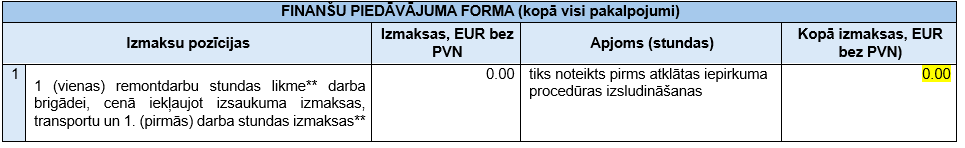 FINANŠU PIEDĀVĀJUMA FORMA (kopā visi pakalpojumi)
Izmaksu pozīcijas
Izmaksas, EUR bez
PVN
Apjoms (stundas)
Kopā izmaksas, EUR
bez PVN)
1
1 (vienas) remontdarbu stundas likme** darba
brigādei, cenā iekļaujot izsaukuma izmaksas,
transportu un 1. (pirmās) darba stundas izmaksas**
0.00
tiks noteikts pirms atklātas iepirkuma
procedūras izsludināšanas
0.00